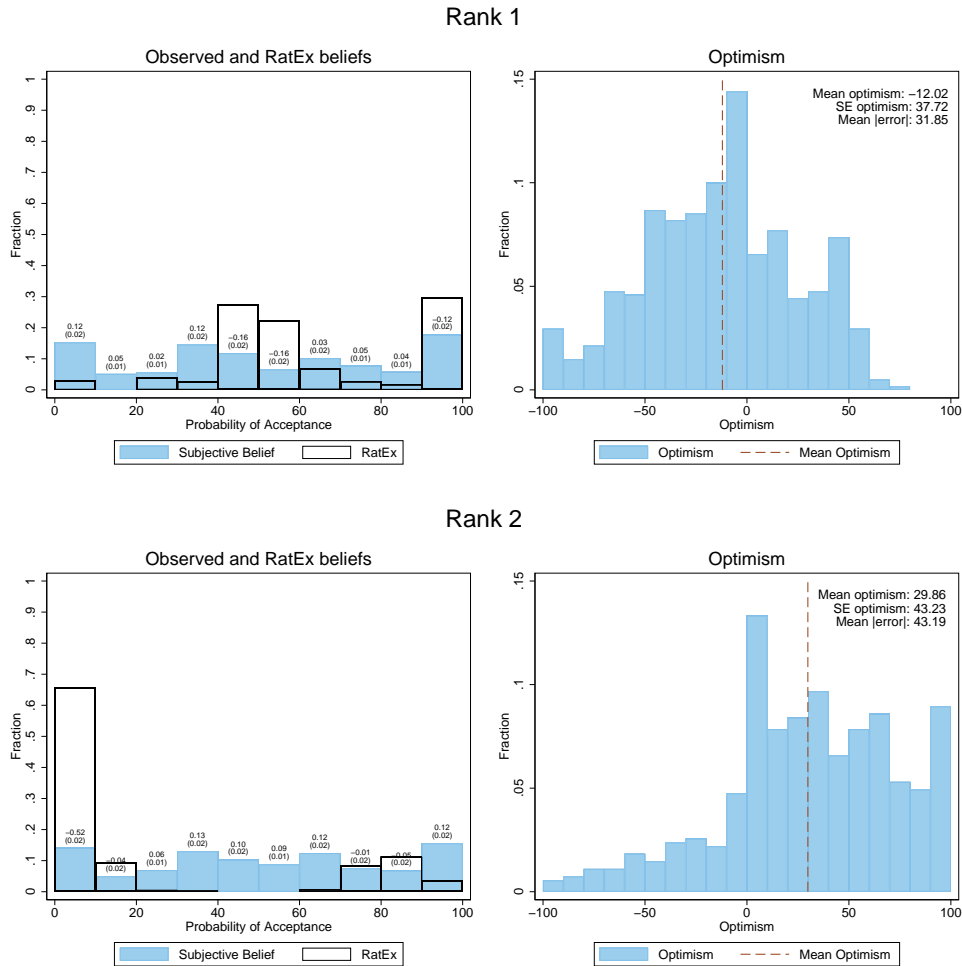 Rank 1
Observed and RatEx beliefs
Fraction
0 .1 .2 .3 .4 .5 .6 .7 .8 .9 1
0.12
(0.02)
0.05
(0.01)
0.02
(0.01)
0.12
(0.02)
−0.16
(0.02)
−0.16
(0.02)
0.03
(0.02)
0.05
(0.01)
0.04
(0.01)
−0.12
(0.02)
0 20 40 60 80 100
Probability of Acceptance
Subjective Belief RatEx
Optimism
Mean optimism: −12.02
SE optimism: 37.72
Mean |error|: 31.85
Fraction
0 .05 .1 .15
−100 −50 0 50 100
Optimism
Optimism Mean Optimism
Rank 2
Observed and RatEx beliefs
Fraction
0 .1 .2 .3 .4 .5 .6 .7 .8 .9 1
−0.52
(0.02)
−0.04
(0.02)
0.06
(0.01)
0.13
(0.02)
0.10
(0.02)
0.09
(0.01)
0.12
(0.02)
−0.01
(0.02)
−0.05
(0.02)
0.12
(0.02)
0 20 40 60 80 100
Probability of Acceptance
Subjective Belief RatEx
Optimism
Mean optimism: 29.86
SE optimism: 43.23
Mean |error|: 43.19
Fraction
0 .05 .1 .15
−100 −50 0 50 100
Optimism
Optimism Mean Optimism